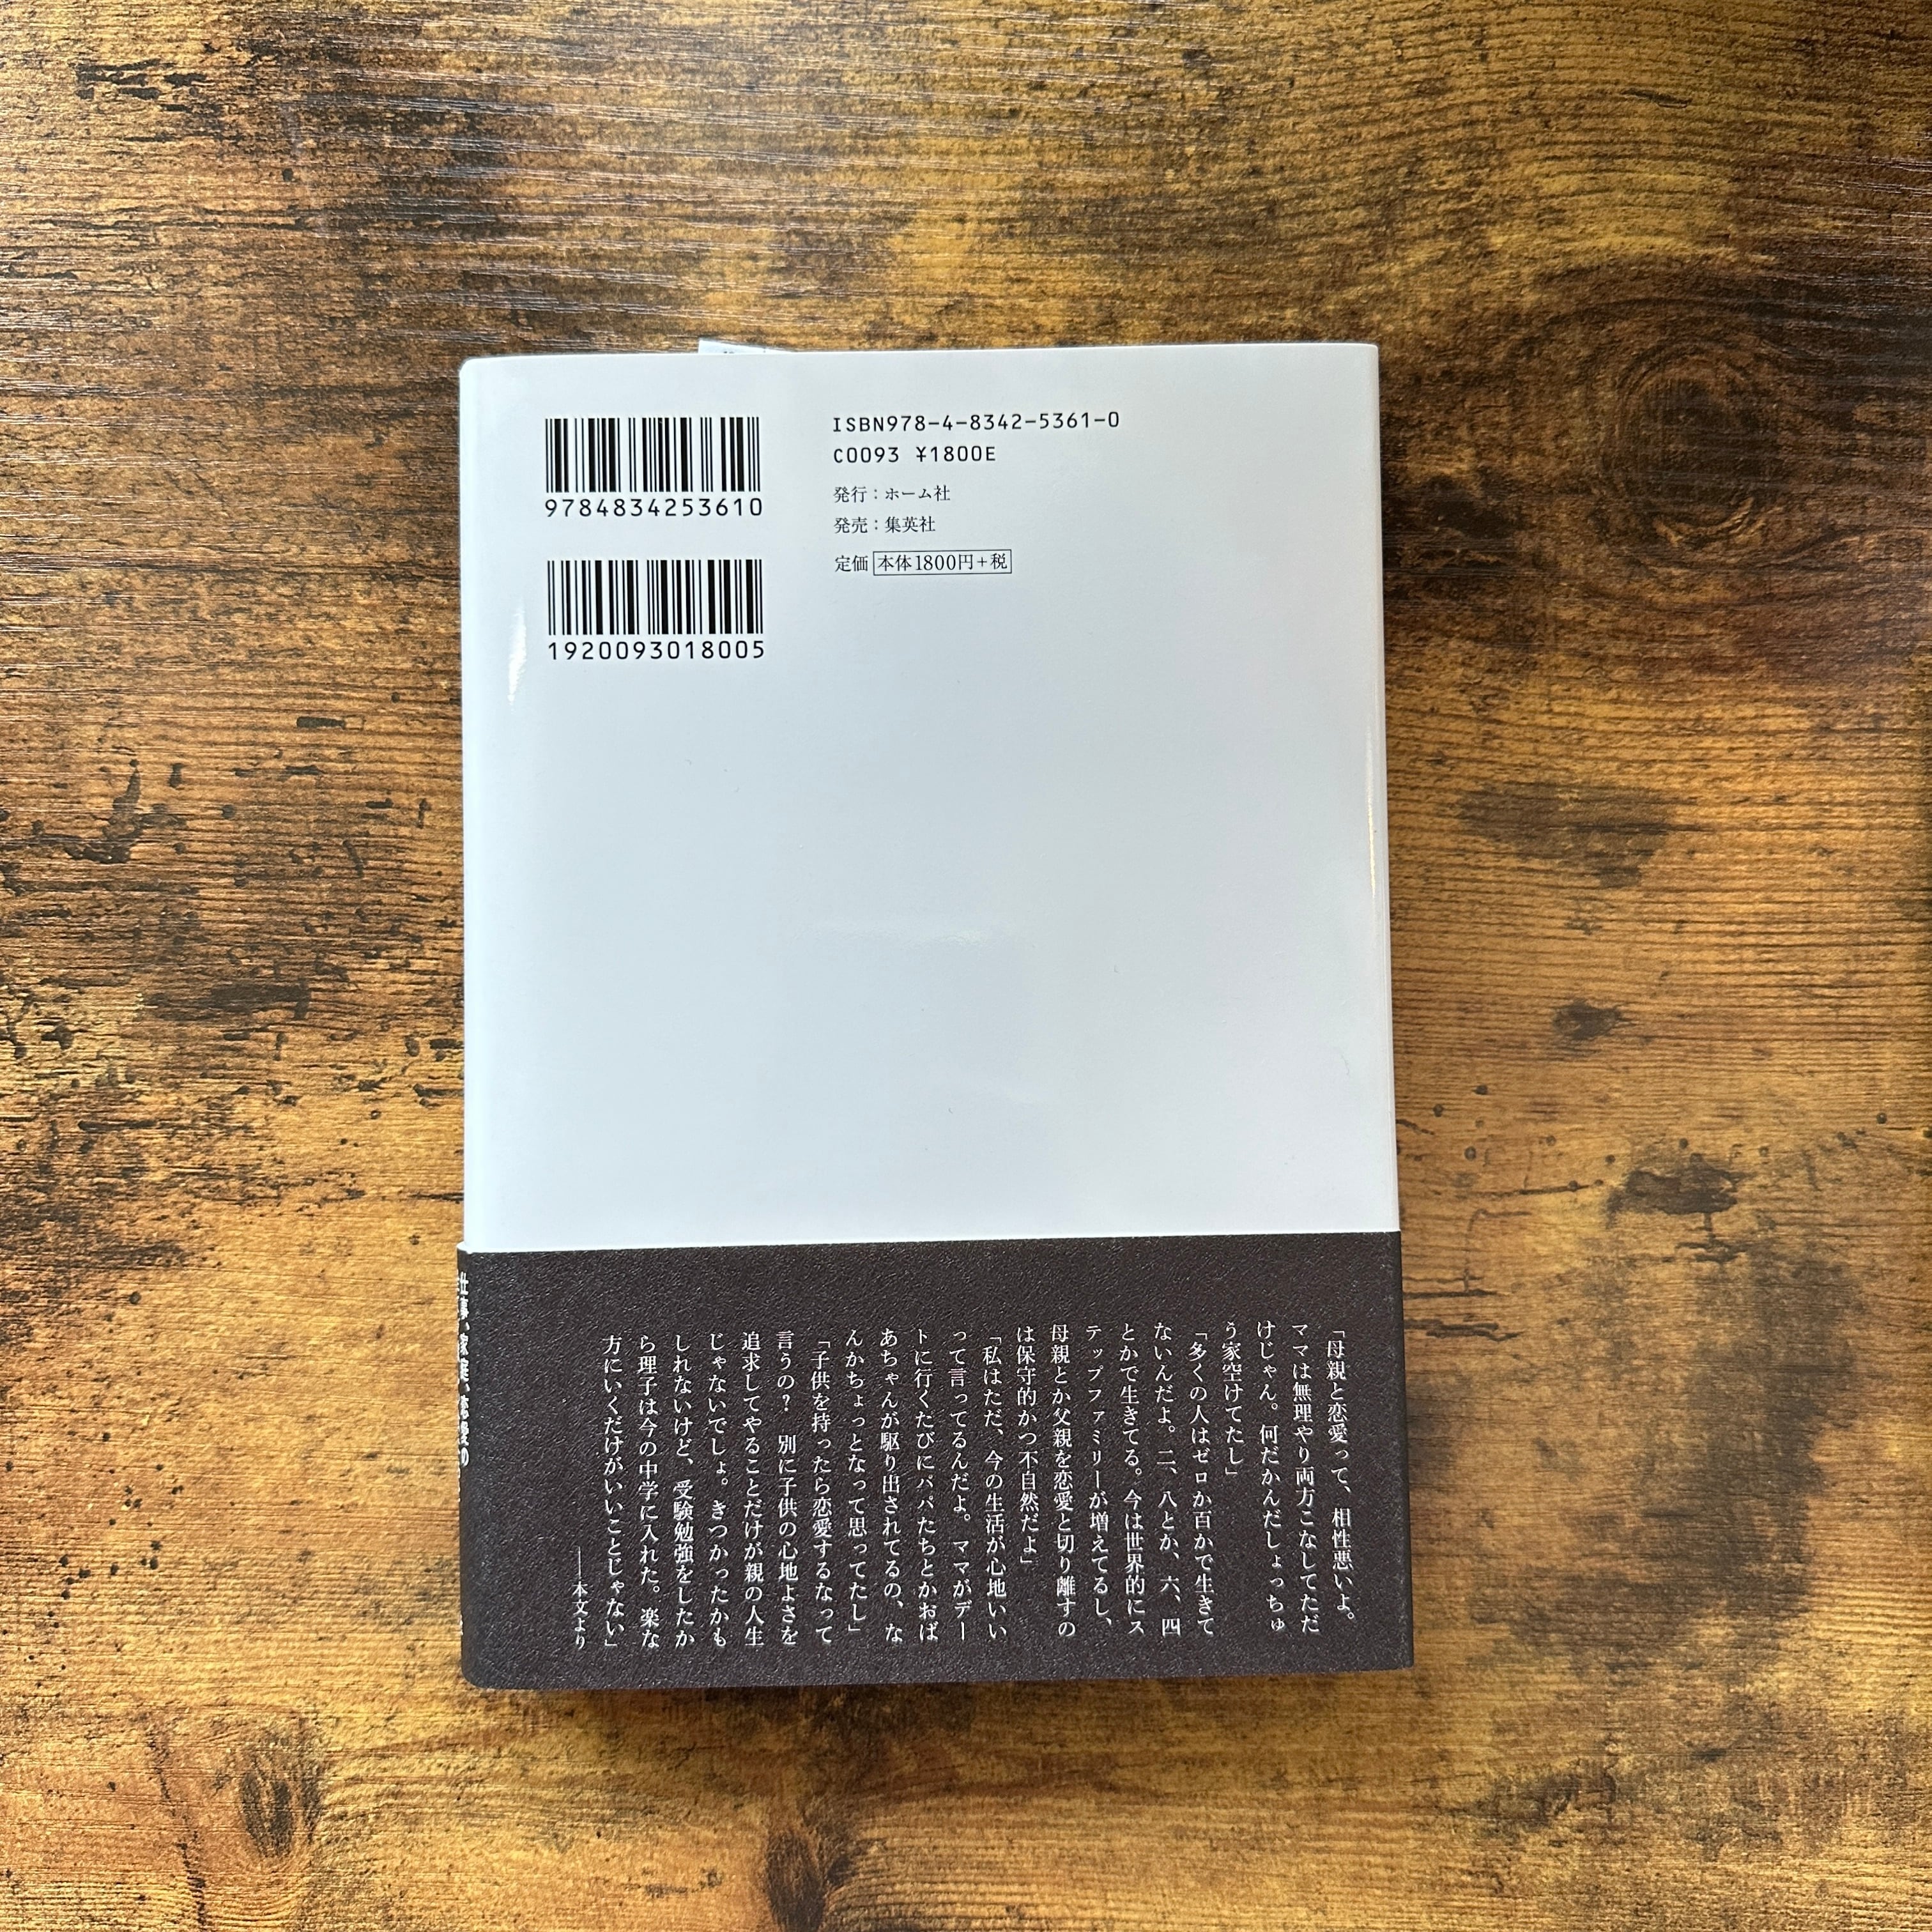 9784834253610
1920093018005
ISBN978-4-8342-5361-0
C0093 ¥1800E
発行：ホーム社
発売：集英社
定価 本体1800円+税
「母親と恋愛って、相性悪いよ。
ママは無理やり両方こなしてただ
けじゃん。何だかんだしょっちゅ
う家空けてたし」
「多くの人はゼロか百かで生きて
ないんだよ。二、八とか、六、四
とかで生きてる。今は世界的にス
テップファミリーが増えてるし、
母親とか父親を恋愛と切り離すの
は保守的かつ不自然だよ」
「私はただ、今の生活が心地いい
って言ってるんだよ。ママがデー
トに行くたびにパパたちとかおば
あちゃんが駆り出されてるの、な
んかちょっとなって思ってたし」
「子供を持ったら恋愛するなって
言うの？　別に子供の心地よさを
追求してやることだけが親の人生
じゃないでしょ。きつかったかも
しれないけど、受験勉強をしたか
ら理子は今の中学に入れた。楽な
方にいくだけがいいことじゃない」
――本文より
仕事、家庭、恋愛の